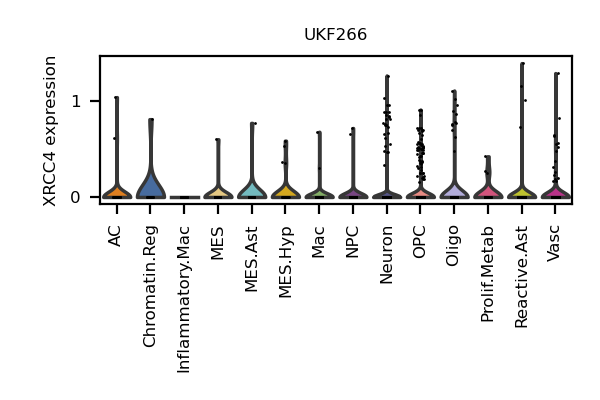 UKF266
XRCC4 expression
1
0
AC
Chromatin.Reg
Inflammatory.Mac
MES
MES.Ast
MES.Hyp
Mac
NPC
Neuron
OPC
Oligo
Prolif.Metab
Reactive.Ast
Vasc